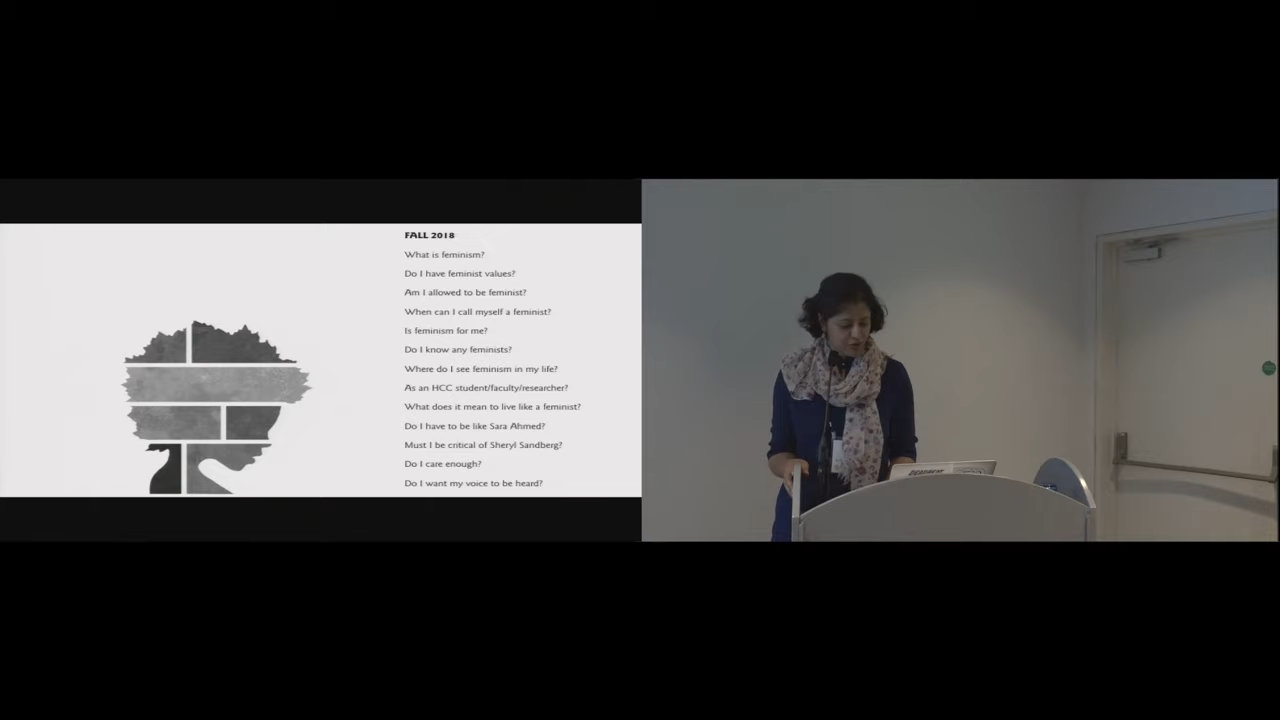 FALL 2018
What is feminism?
Do I have feminist values?
Am I allowed to be feminist?
When can I call myself a feminist?
Is feminism for me?
Do I know any feminists?
Where do I see feminism in my life?
As an HCC student/faculty/researcher?
What does it mean to live like a feminist?
Do I have to be like Sara Ahmed?
Must I be critical of Sheryl Sandberg?
Do I care enough?
Do I want my voice to be heard?